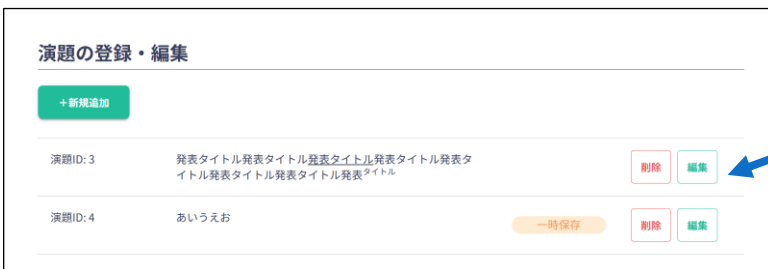 演題の登録・編集
＋新規追加
演題ID: 3
発表タイトル発表タイトル発表タイトル発表タイトル発表タ
イトル発表タイトル発表タイトル発表タイトル
削除
編集
演題ID: 4
あいうえお
一時保存
削除
編集